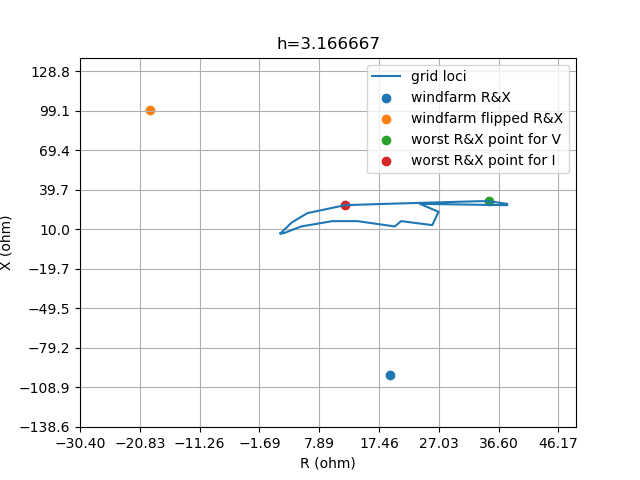 h=3.166667
grid loci
windfarm R&X
windfarm flipped R&X
worst R&X point for V
worst R&X point for I
128.8
99.1
69.4
39.7
10.0
−19.7
−49.5
−79.2
−108.9
−138.6
X (ohm)
−30.40 −20.83 −11.26 −1.69 7.89 17.46 27.03 36.60 46.17
R (ohm)